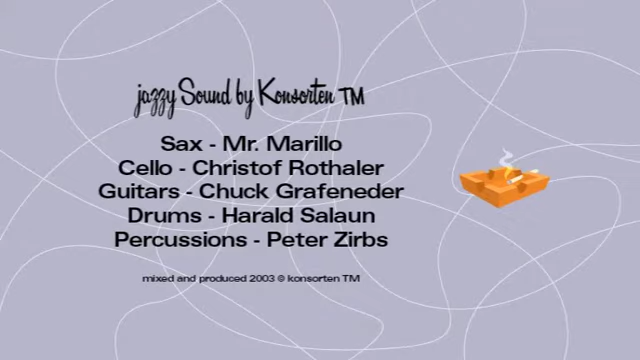 jazzy Sound by Konsorten TM
Sax - Mr. Marillo
Cello - Christof Rothaler
Guitars - Chuck Grafeneder
Drums - Harald Salaun
Percussions - Peter Zirbs
mixed and produced 2003 © konsorten TM